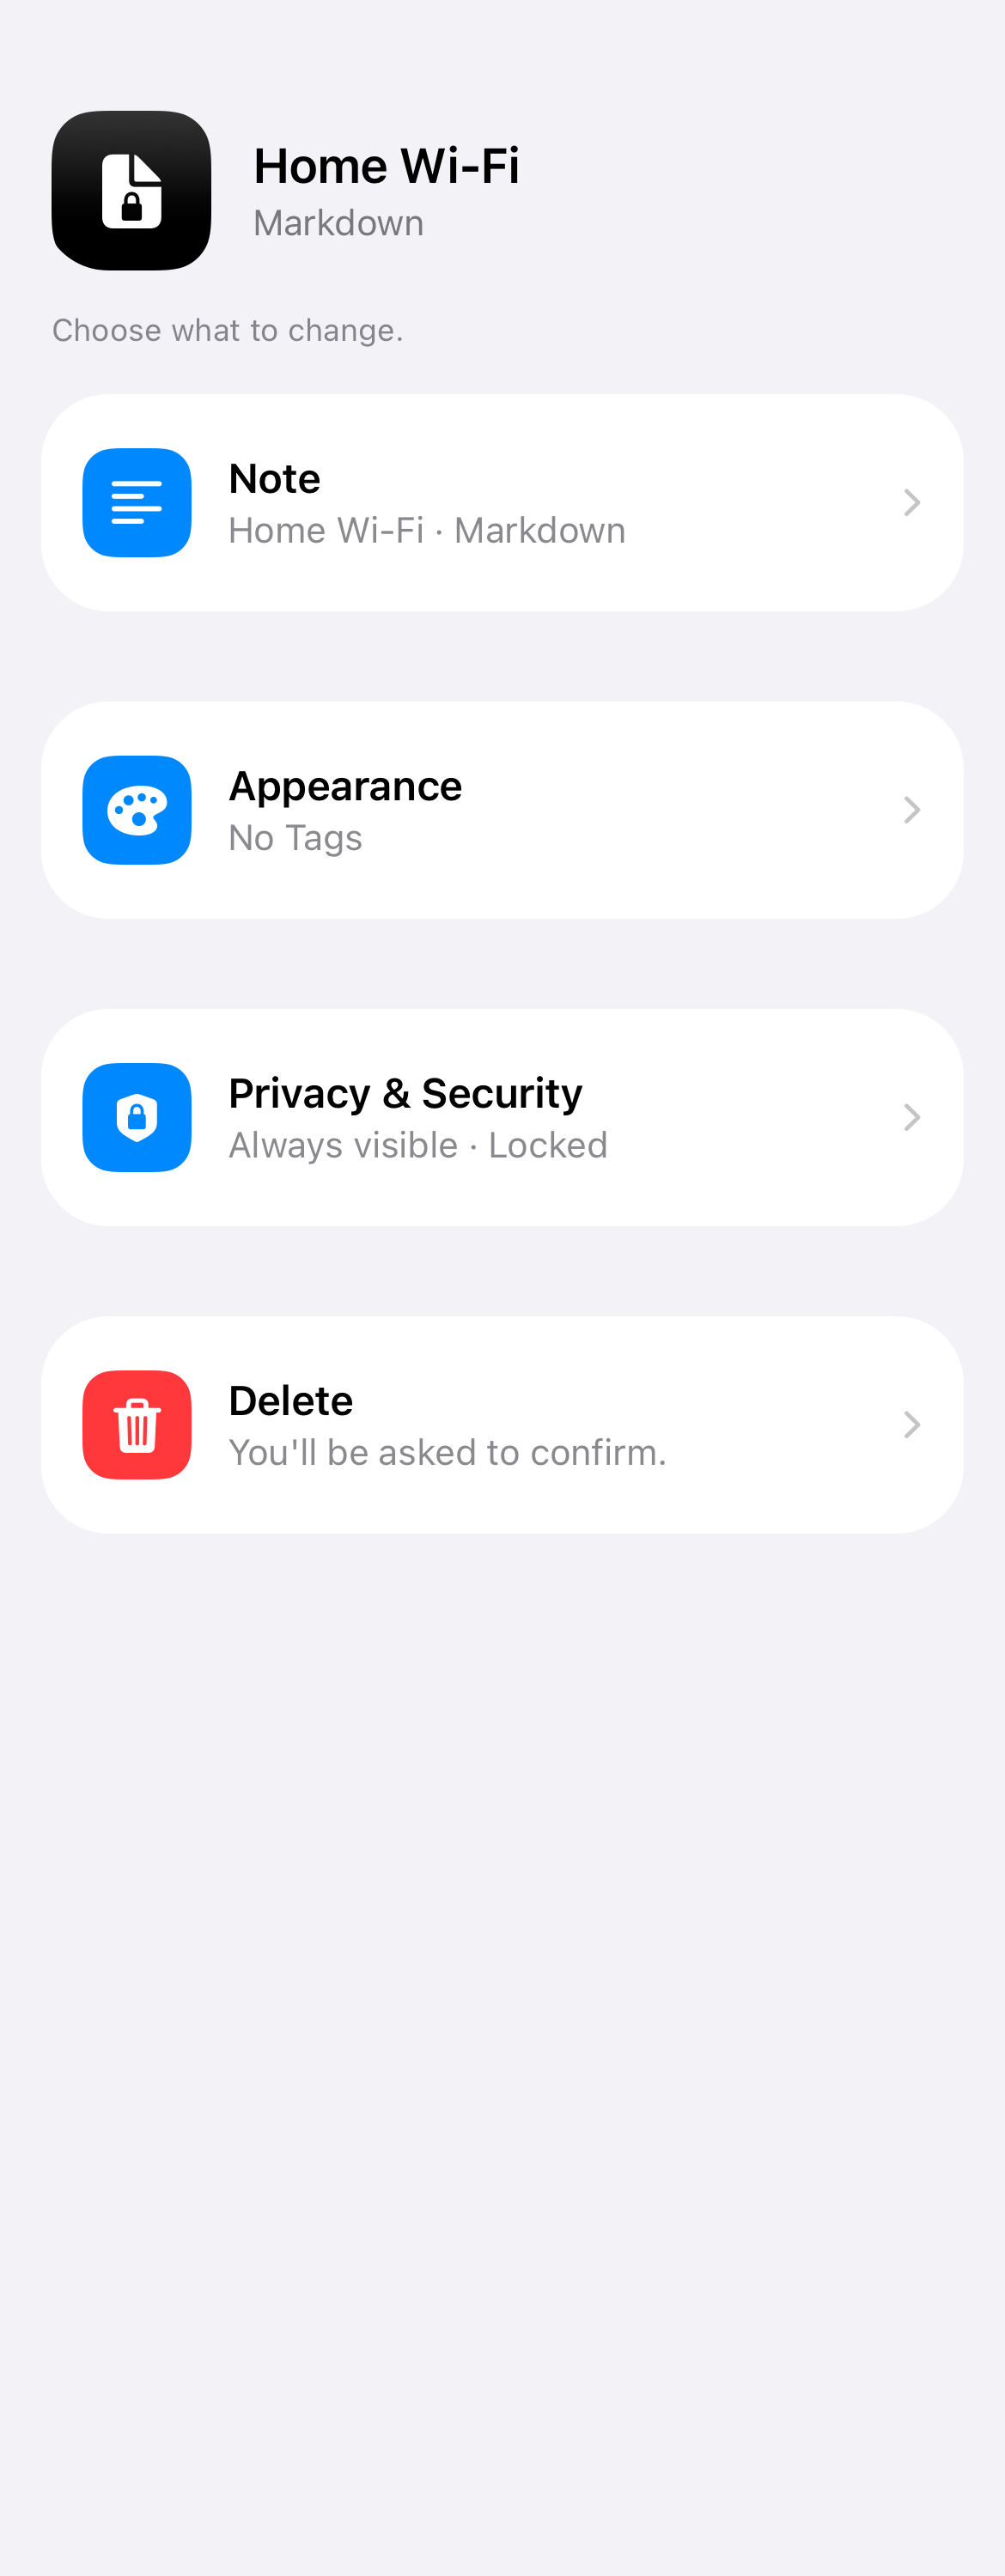 Home Wi-Fi
Markdown
Choose what to change.
Note
Home Wi-Fi · Markdown
Appearance
No Tags
Privacy & Security
Always visible · Locked
Delete
You'll be asked to confirm.